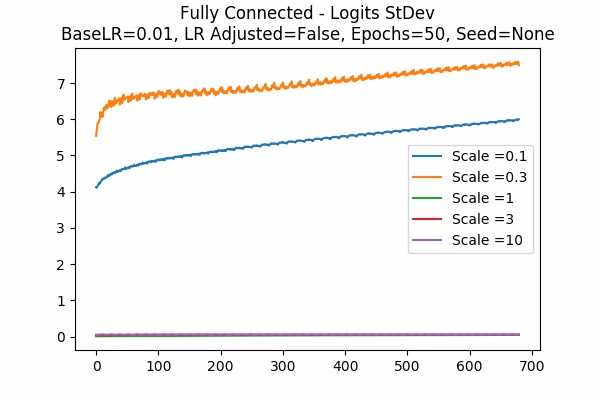 Fully Connected - Logits StDev
BaseLR=0.01, LR Adjusted=False, Epochs=50, Seed=None
7
6
5
4
3
2
1
0
Scale =0.1
Scale =0.3
Scale =1
Scale =3
Scale =10
0 100 200 300 400 500 600 700